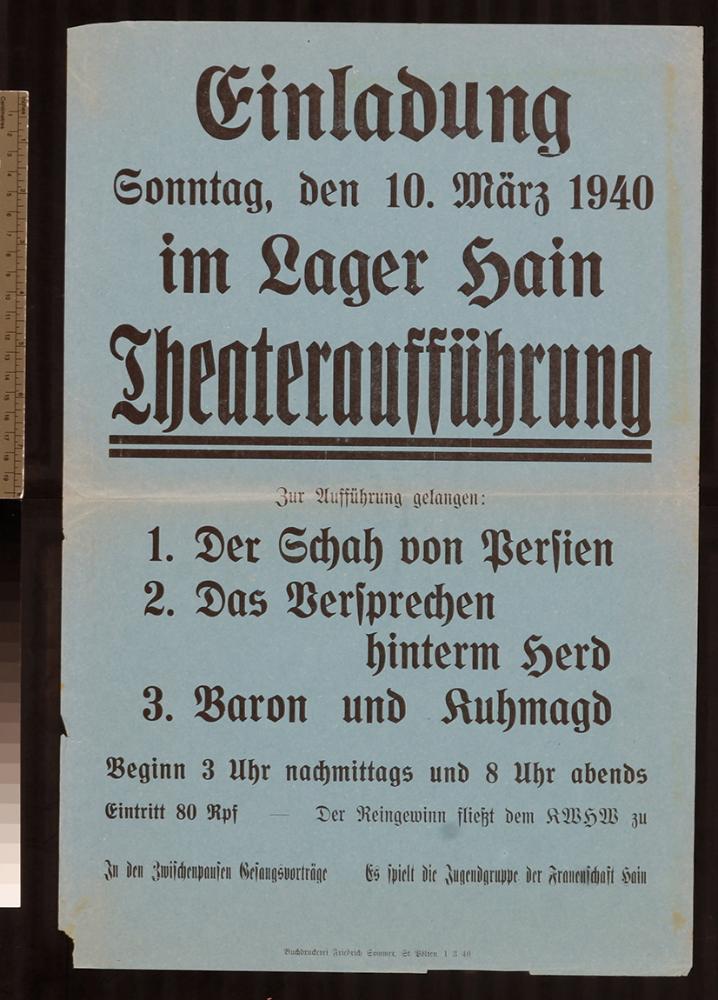 Einladung
Sonntag, den 10. März 1940
im Lager Hain
Theateraufführung
Zur Aufführung gelangen:
1. Der Schah von Persien
2. Das Versprechen
hinterm Herd
3. Baron und Kuhmagd
Beginn 3 Uhr nachmittags und 8 Uhr abends
Eintritt 80 Rpf — Der Reingewinn fließt dem KWHW zu
In den Zwischenpausen Gesangsvorträge Es spielt die Jugendgruppe der Frauenschaft Hain
Buchdruckerei Friedrich Sommer, St. Pölten. 1 3 40